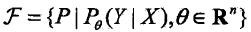 ℱ = {P | P_θ(Y | X), θ ∈ **R**ⁿ}